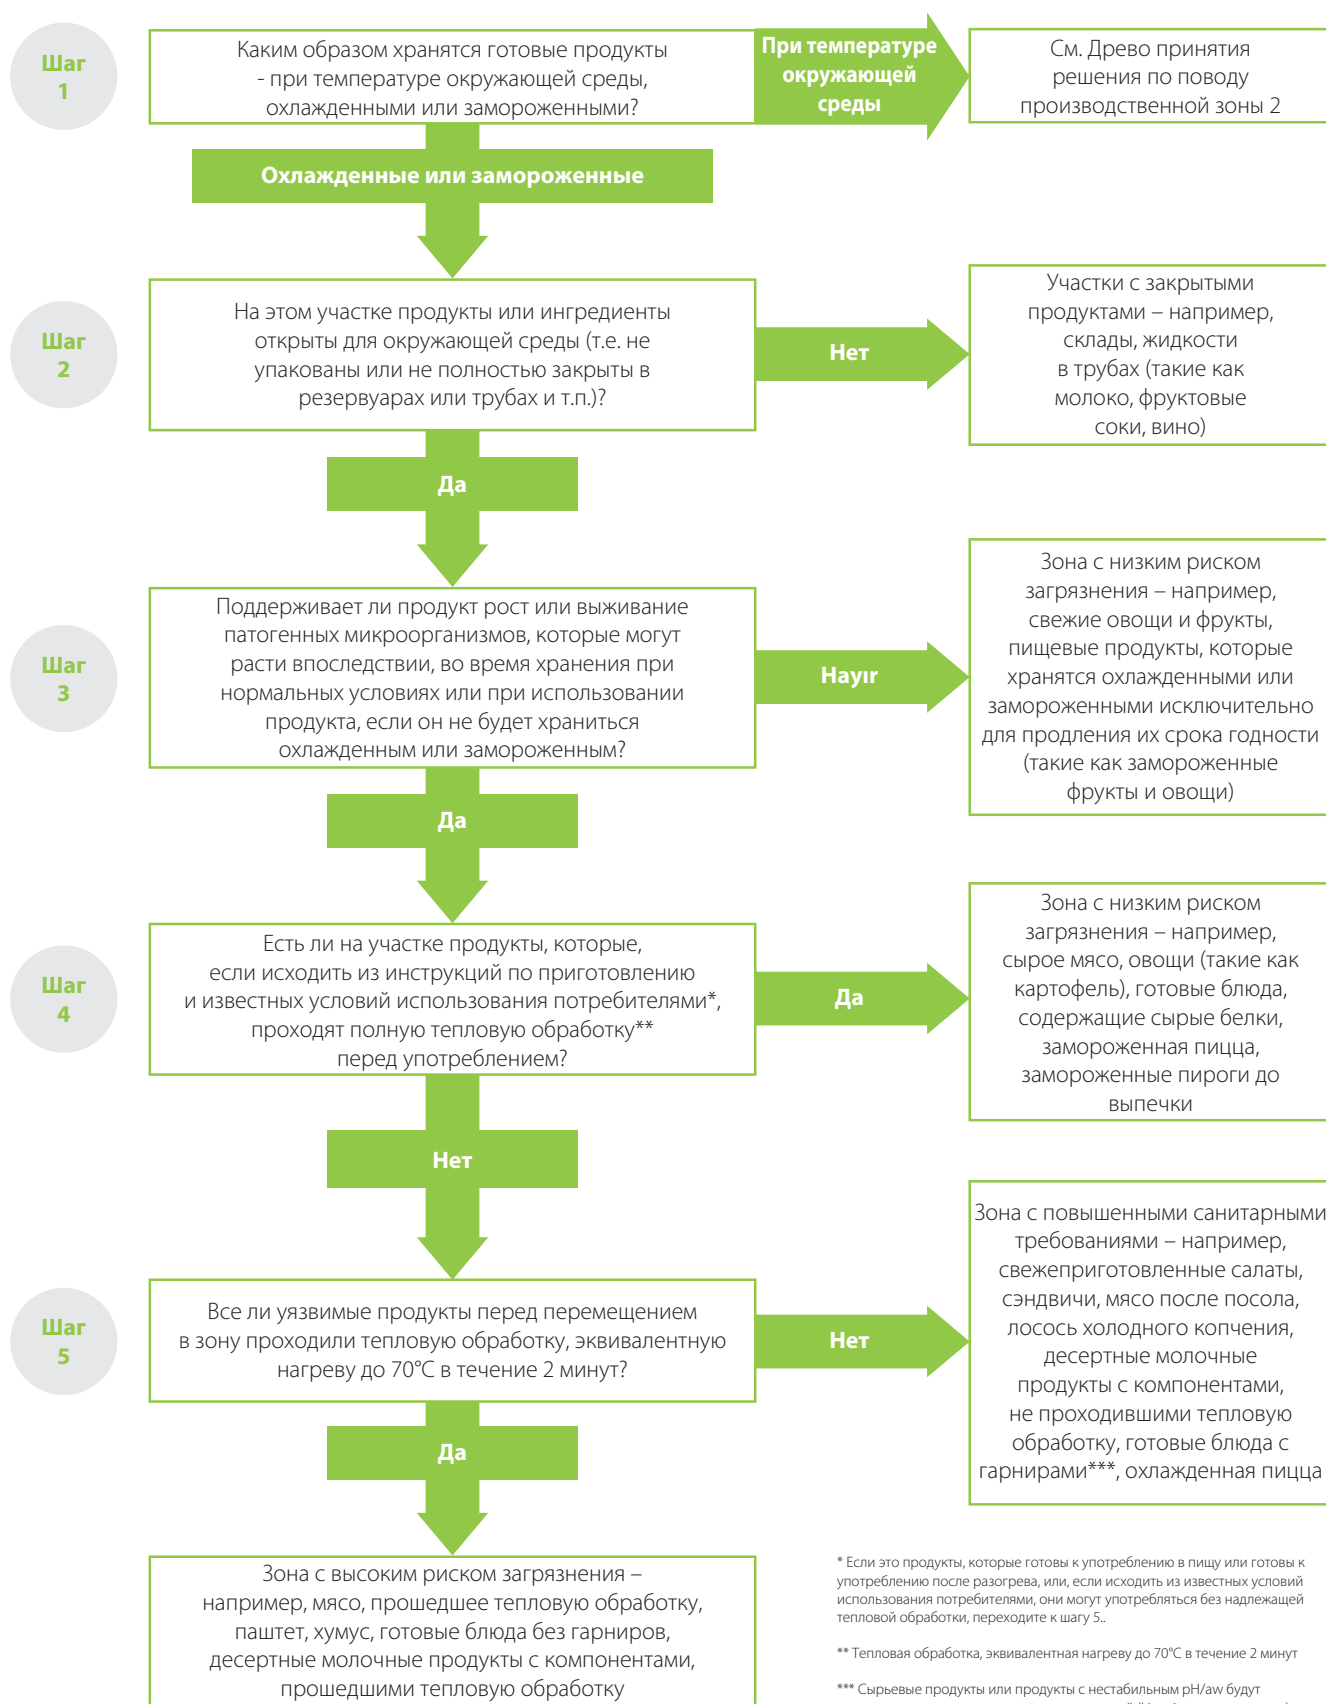 Шаг
1
Каким образом хранятся готовые продукты
- при температуре окружающей среды,
охлажденными или замороженными?
При температуре
окружающей
среды
См. Древо принятия
решения по поводу
производственной зоны 2
Охлажденные или замороженные
Шаг
2
На этом участке продукты или ингредиенты
открыты для окружающей среды (т.е. не
упакованы или не полностью закрыты в
резервуарах или трубах и т.п.)?
Нет
Участки с закрытыми
продуктами – например,
склады, жидкости
в трубах (такие как
молоко, фруктовые
соки, вино)
Да
Шаг
3
Поддерживает ли продукт рост или выживание
патогенных микроорганизмов, которые могут
расти впоследствии, во время хранения при
нормальных условиях или при использовании
продукта, если он не будет храниться
охлажденным или замороженным?
Hayır
Зона с низким риском
загрязнения – например,
свежие овощи и фрукты,
пищевые продукты, которые
хранятся охлажденными или
замороженными исключительно
для продления их срока годности
(такие как замороженные
фрукты и овощи)
Да
Шаг
4
Есть ли на участке продукты, которые,
если исходить из инструкций по приготовлению
и известных условий использования потребителями*,
проходят полную тепловую обработку**
перед употреблением?
Да
Зона с низким риском
загрязнения – например,
сырое мясо, овощи (такие как
картофель), готовые блюда,
содержащие сырые белки,
замороженная пицца,
замороженные пироги до
выпечки
Нет
Шаг
5
Все ли уязвимые продукты перед перемещением
в зону проходили тепловую обработку, эквивалентную
нагреву до 70°C в течение 2 минут?
Нет
Зона с повышенными санитарными
требованиями – например,
свежеприготовленные салаты,
сэндвичи, мясо после посола,
лосось холодного копчения,
десертные молочные
продукты с компонентами,
не проходившими тепловую
обработку, готовые блюда с
гарнирами***, охлажденная пицца
Да
Зона с высоким риском загрязнения –
например, мясо, прошедшее тепловую обработку,
паштет, хумус, готовые блюда без гарниров,
десертные молочные продукты с компонентами,
прошедшими тепловую обработку
* Если это продукты, которые готовы к употреблению в пищу или готовы к
употреблению после разогрева, или, если исходить из известных условий
использования потребителями, они могут употребляться без надлежащей
тепловой обработки, переходите к шагу 5..
** Тепловая обработка, эквивалентная нагреву до 70°C в течение 2 минут
*** Сырьевые продукты или продукты с нестабильным pH/aw будут